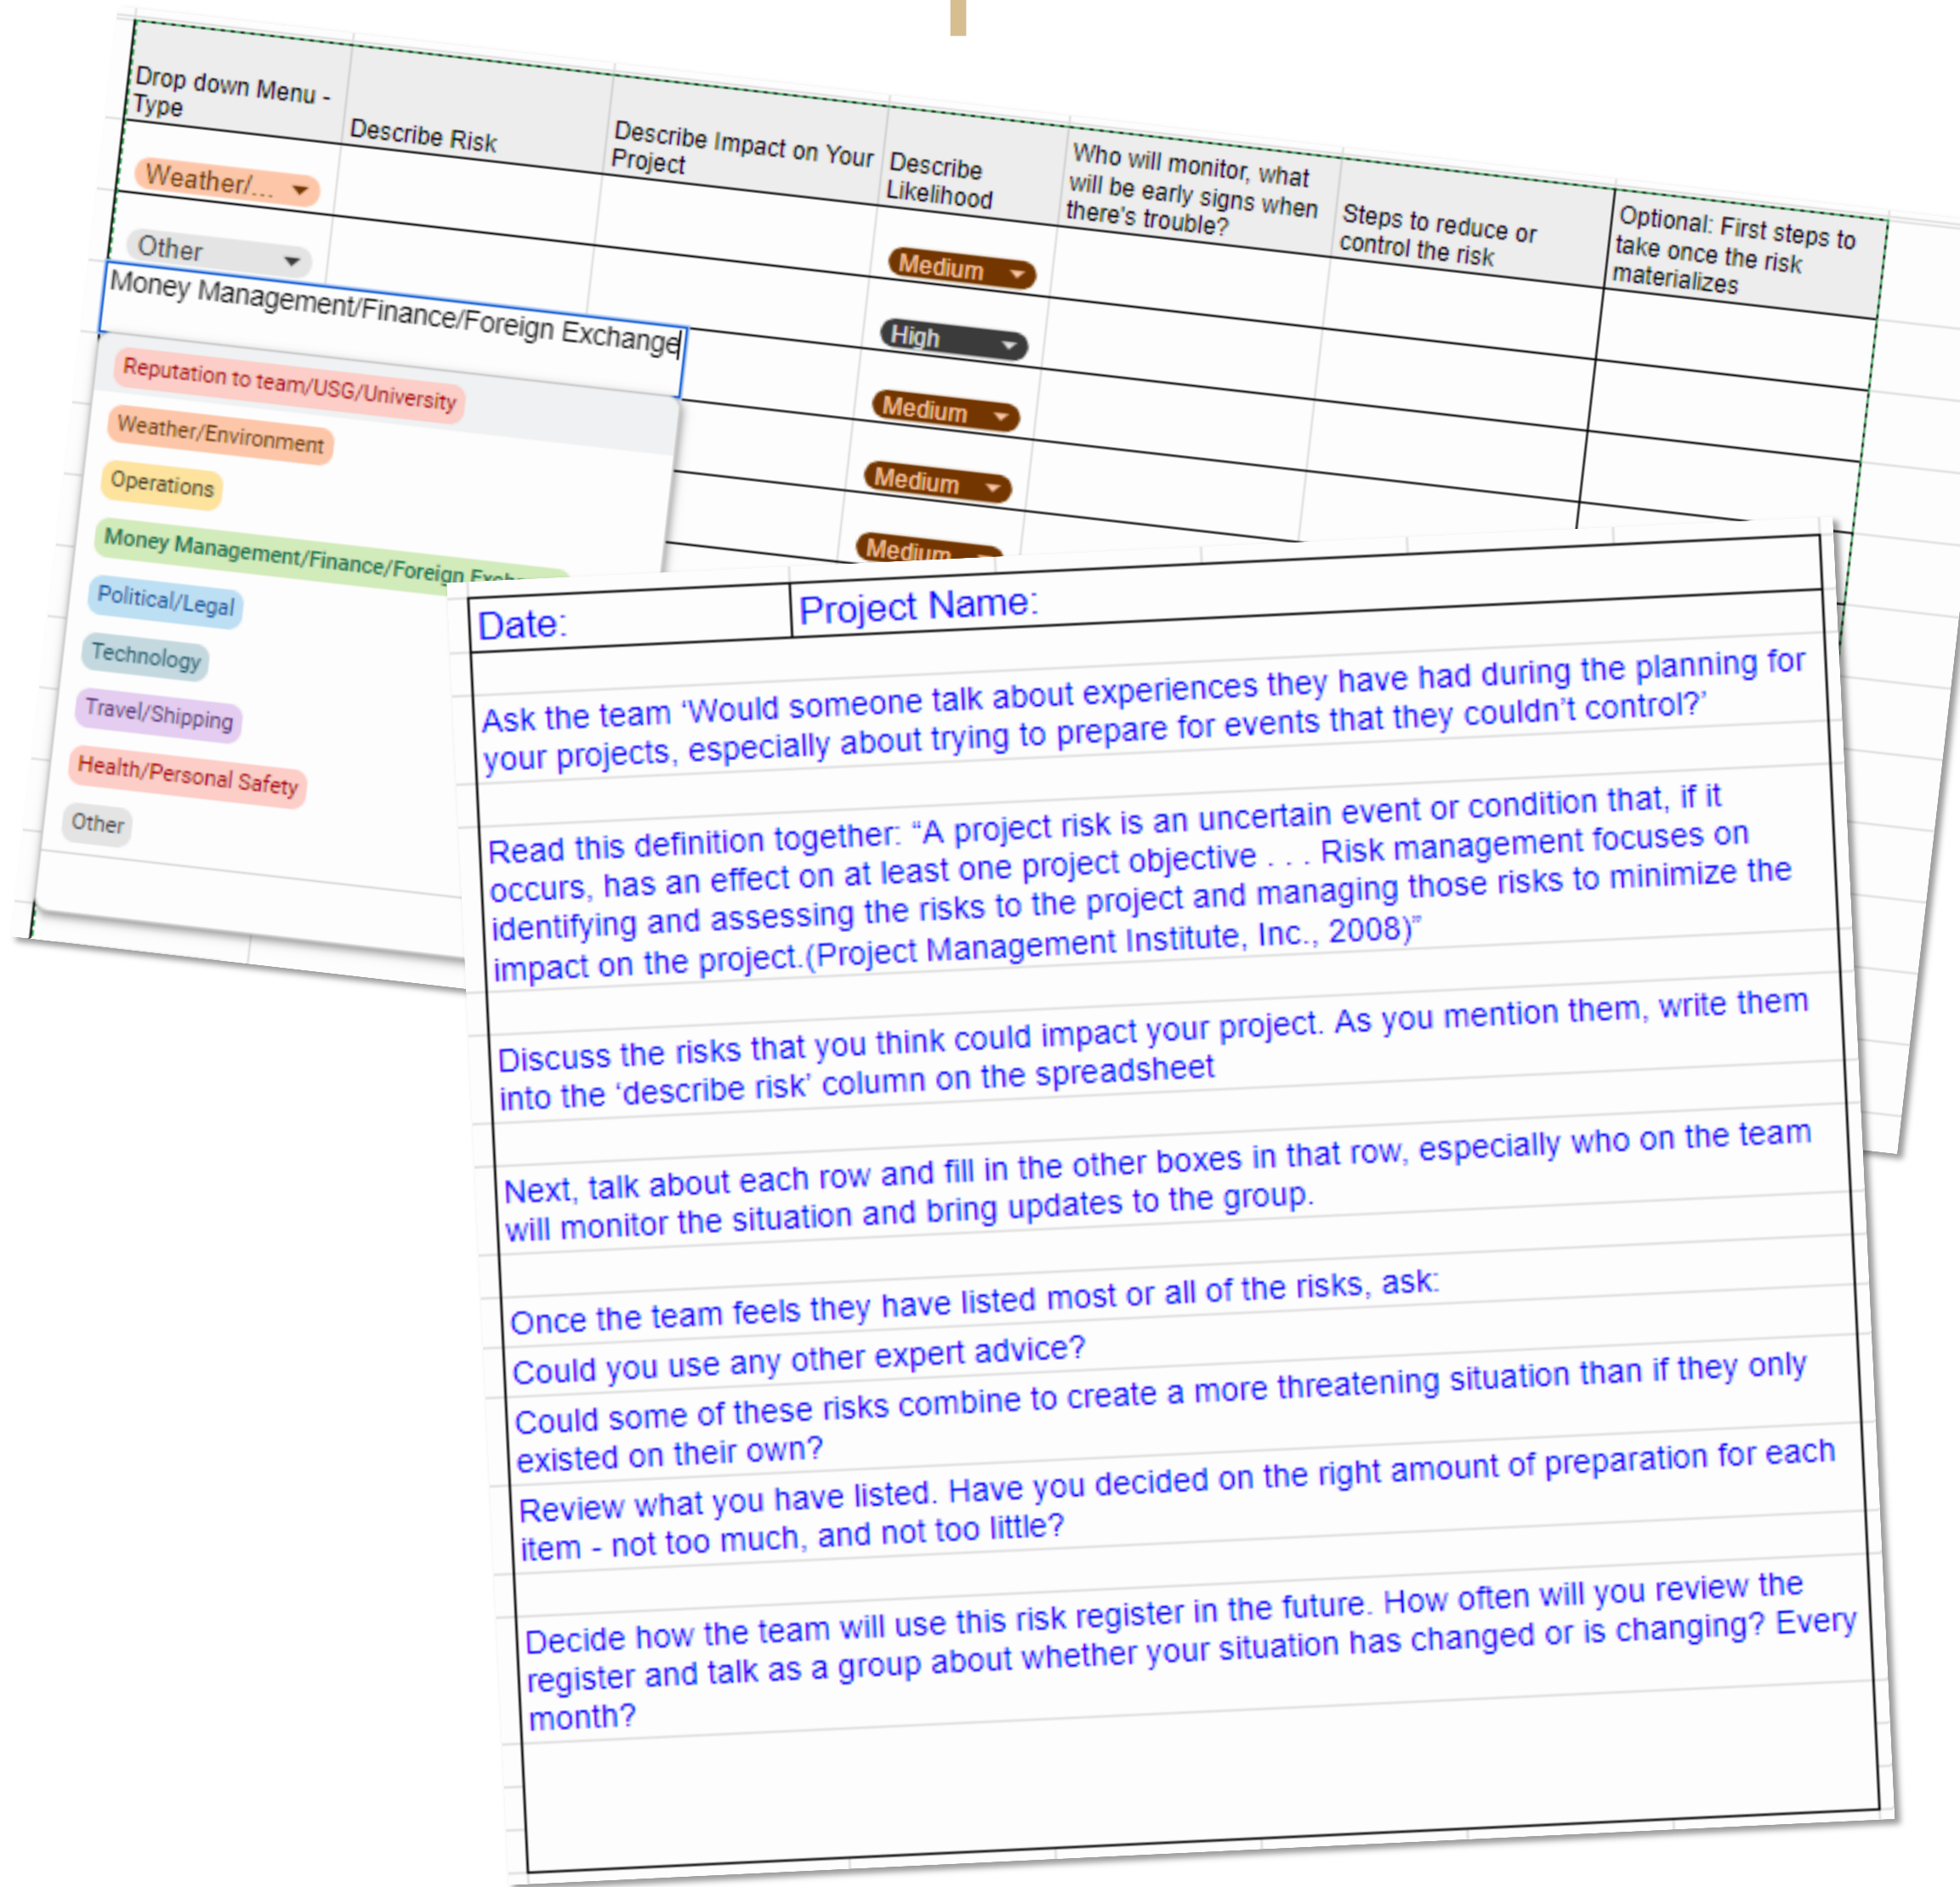 Drop down Menu -
Type
Describe Risk
Describe Impact on Your
Project
Describe
Likelihood
Who will monitor, what
will be early signs when
there's trouble?
Steps to reduce or
control the risk
Optional: First steps to
take once the risk
materializes
Weather/...
Medium
Other
High
Money Management/Finance/Foreign Exchange
Medium
Medium
Medium
Reputation to team/USG/University
Weather/Environment
Operations
Money Management/Finance/Foreign
Political/Legal
Technology
Travel/Shipping
Health/Personal Safety
Other
Date:
Project Name:
Ask the team ‘Would someone talk about experiences they have had during the planning for
your projects, especially about trying to prepare for events that they couldn’t control?’
Read this definition together: “A project risk is an uncertain event or condition that, if it
occurs, has an effect on at least one project objective . . . Risk management focuses on
identifying and assessing the risks to the project and managing those risks to minimize the
impact on the project.(Project Management Institute, Inc., 2008)”
Discuss the risks that you think could impact your project. As you mention them, write them
into the ‘describe risk’ column on the spreadsheet
Next, talk about each row and fill in the other boxes in that row, especially who on the team
will monitor the situation and bring updates to the group.
Once the team feels they have listed most or all of the risks, ask:
Could you use any other expert advice?
Could some of these risks combine to create a more threatening situation than if they only
existed on their own?
Review what you have listed. Have you decided on the right amount of preparation for each
item - not too much, and not too little?
Decide how the team will use this risk register in the future. How often will you review the
register and talk as a group about whether your situation has changed or is changing? Every
month?